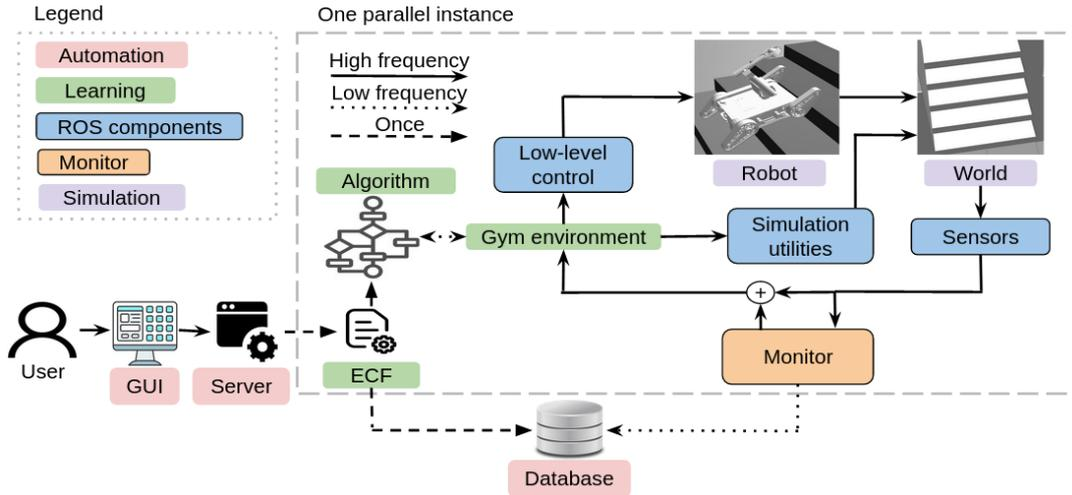 Legend
One parallel instance
Automation
Learning
ROS components
Monitor
Simulation
High frequency
Low frequency
Once
Algorithm
Low-level
control
Robot
World
Gym environment
Simulation
utilities
Sensors
+
Monitor
User
GUI
Server
ECF
Database